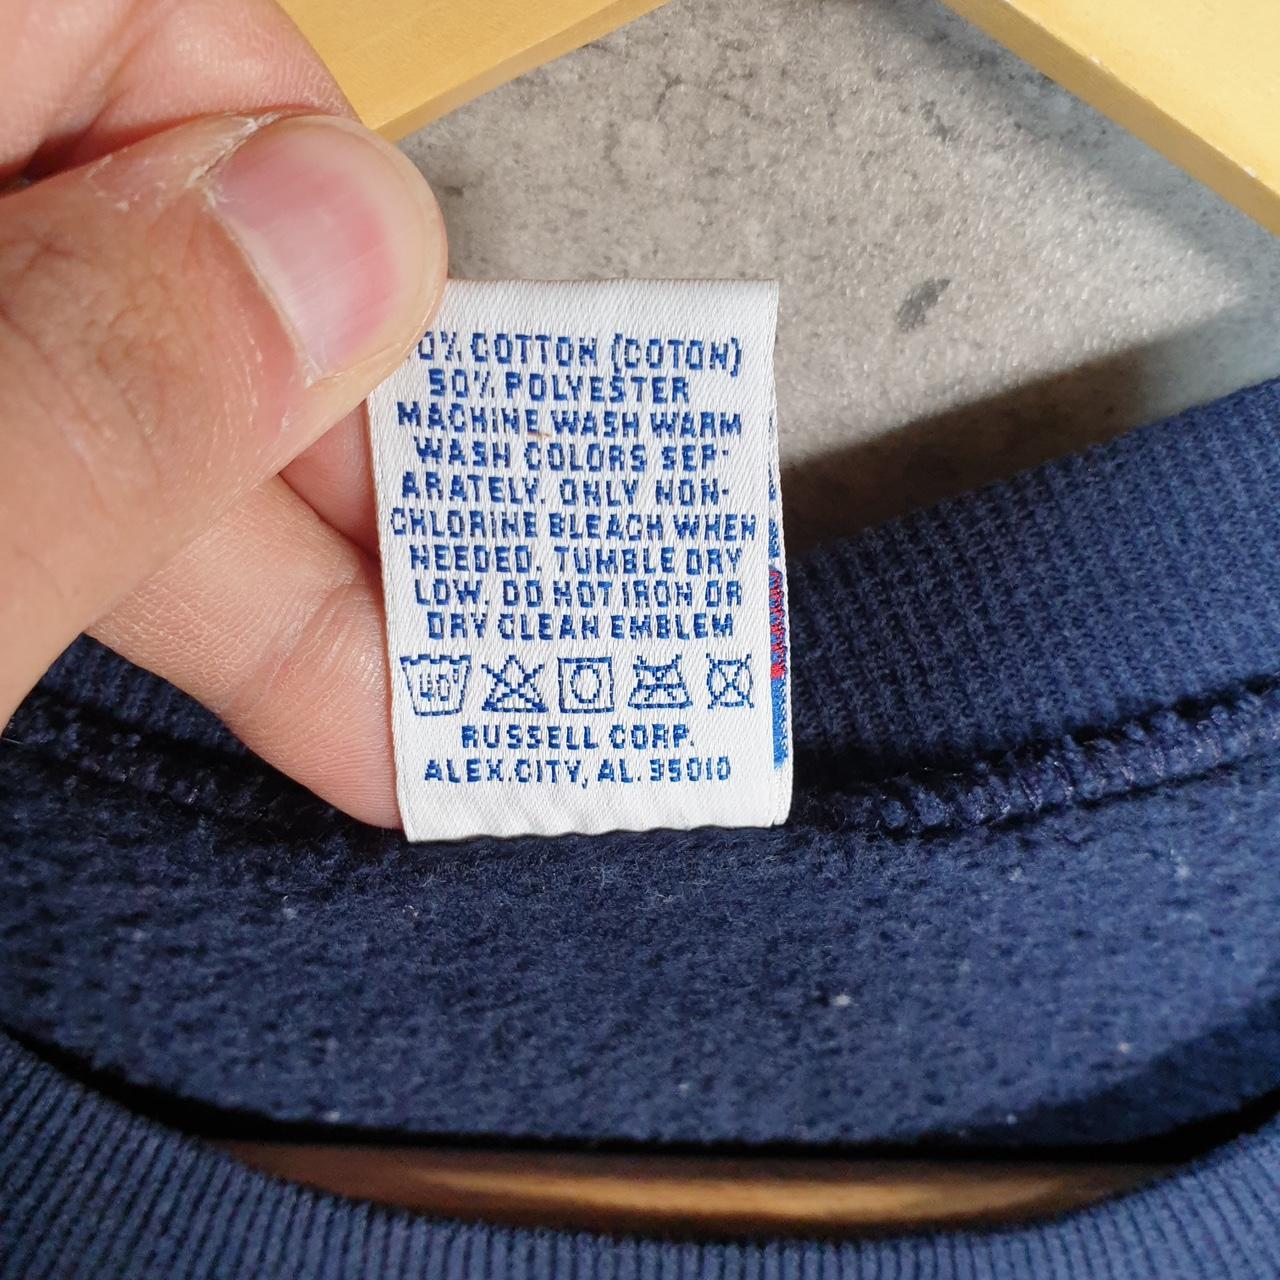 0% COTTON (COTON)
50% POLYESTER
MACHINE WASH WARM
WASH COLORS SEP-
ARATELY. ONLY NON-
CHLORINE BLEACH WHEN
NEEDED. TUMBLE DRY
LOW. DO NOT IRON OR
DRY CLEAN EMBLEM
40°
RUSSELL CORP.
ALEX.CITY, AL. 35010